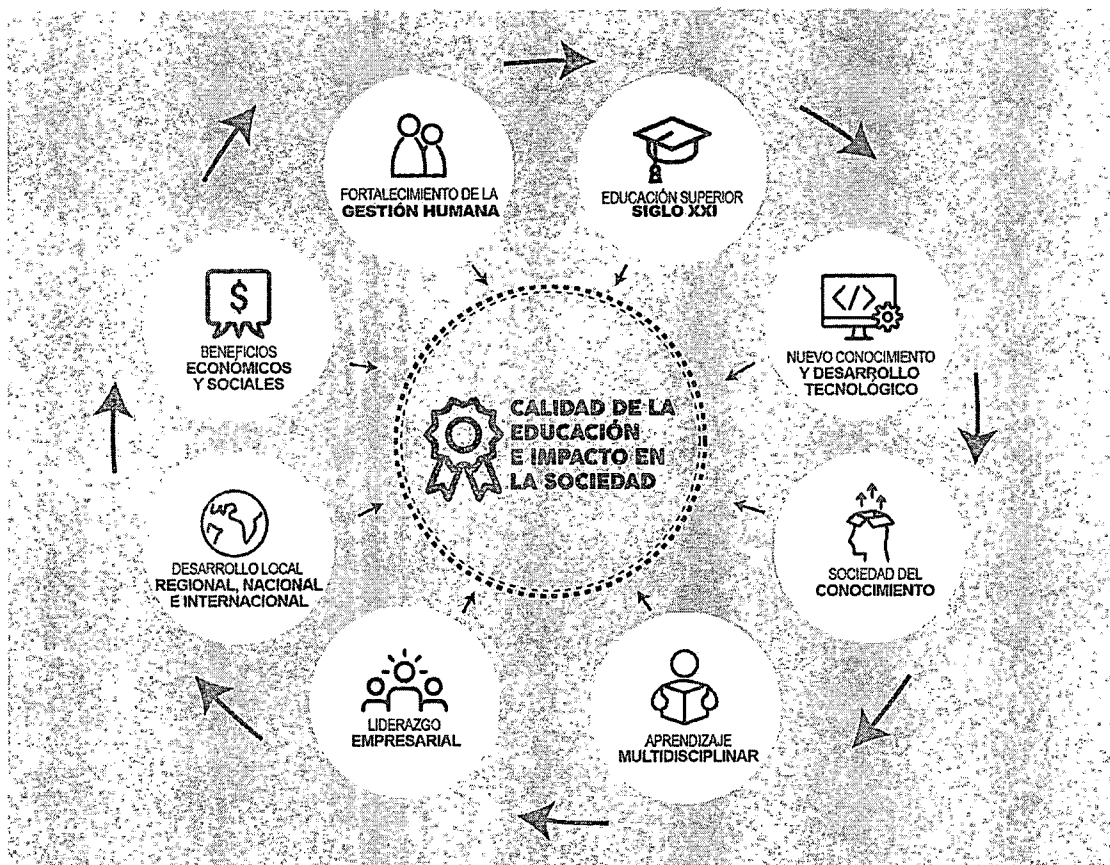 FORTALECIMIENTO DE LA
GESTIÓN HUMANA
EDUCACIÓN SUPERIOR
SIGLO XXI
BENEFICIOS
ECONÓMICOS
Y SOCIALES
$
</>
NUEVO CONOCIMIENTO
Y DESARROLLO
TECNOLÓGICO
CALIDAD DE LA
EDUCACIÓN
E IMPACTO EN
LA SOCIEDAD
DESARROLLO LOCAL
REGIONAL, NACIONAL
E INTERNACIONAL
SOCIEDAD DEL
CONOCIMIENTO
LIDERAZGO
EMPRESARIAL
APRENDIZAJE
MULTIDISCIPLINAR